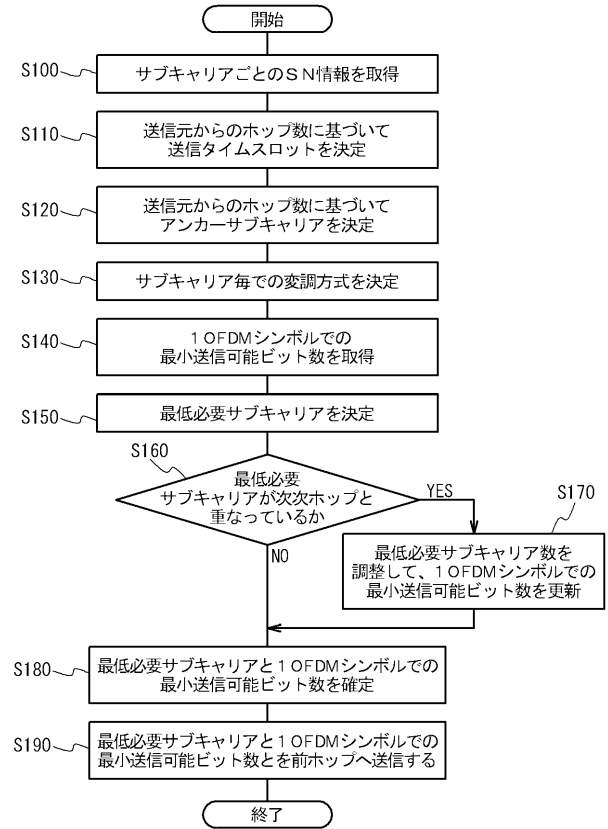 開始
S100
サブキャリアごとのSN情報を取得
S110
送信元からのホップ数に基づいて
送信タイムスロットを決定
S120
送信元からのホップ数に基づいて
アンカーサブキャリアを決定
S130
サブキャリア毎での変調方式を決定
S140
1OFDMシンボルでの
最小送信可能ビット数を取得
S150
最低必要サブキャリアを決定
S160
最低必要
サブキャリアが次次ホップと
重なっているか
YES
NO
S170
最低必要サブキャリア数を
調整して、1OFDMシンボルでの
最小送信可能ビット数を更新
S180
最低必要サブキャリアと1OFDMシンボルでの
最小送信可能ビット数を確定
S190
最低必要サブキャリアと1OFDMシンボルでの
最小送信可能ビット数とを前ホップへ送信する
終了